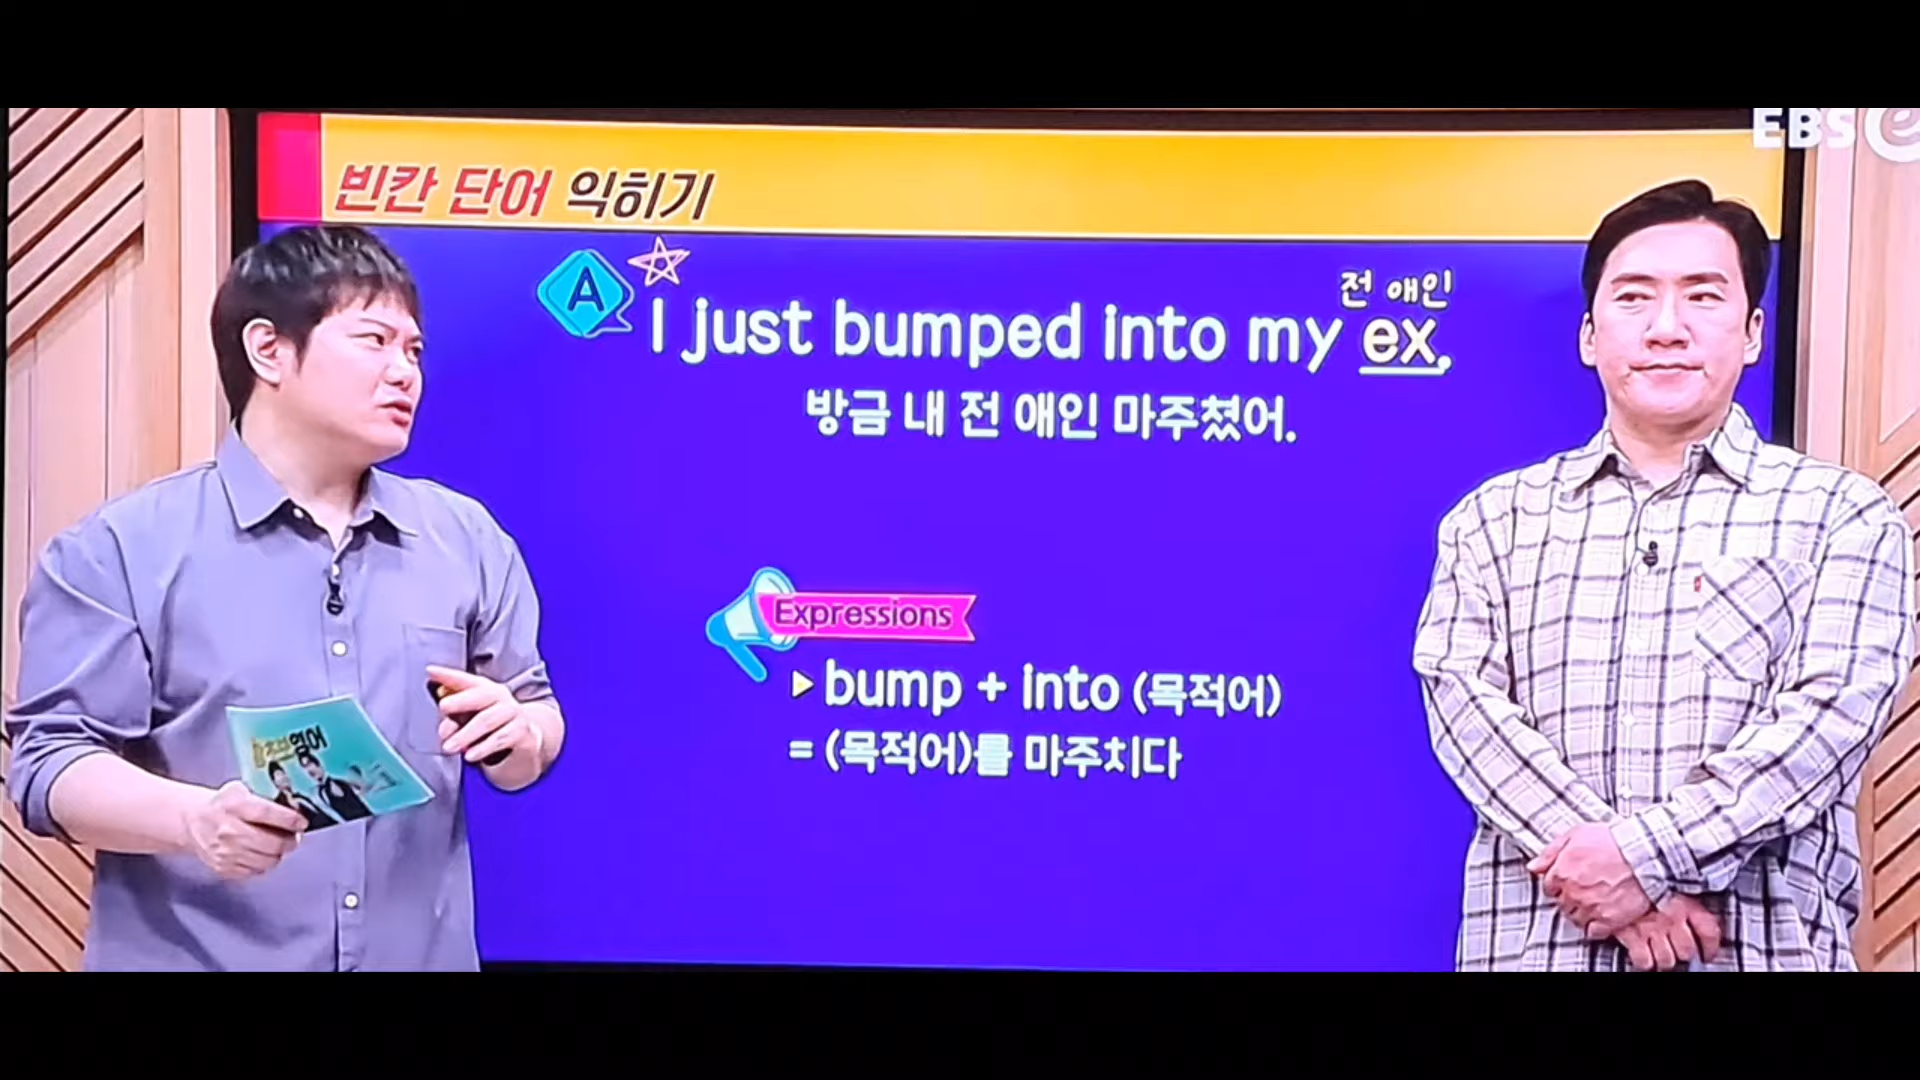 EBS e
빈칸 단어 익히기
A
전 애인
I just bumped into my ex.
방금 내 전 애인 마주쳤어.
Expressions
▶ bump + into (목적어)
= (목적어)를 마주치다
영어